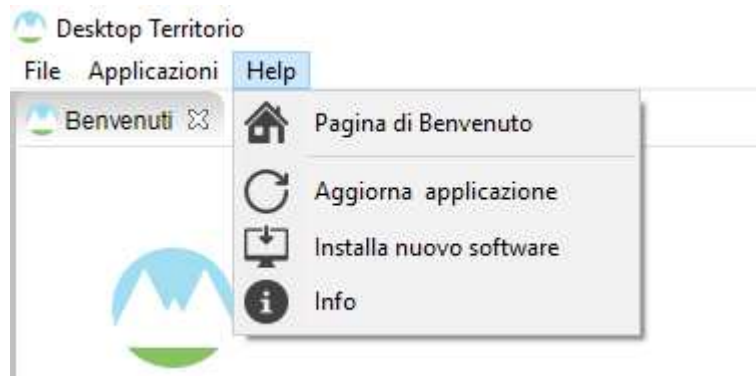 Desktop Territorio
File Applicazioni Help
Benvenuti
Pagina di Benvenuto
Aggiorna applicazione
Installa nuovo software
Info